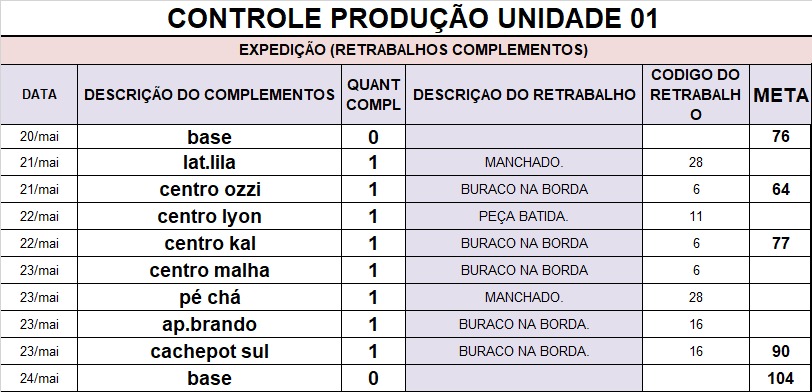 CONTROLE PRODUÇÃO UNIDADE 01
EXPEDIÇÃO (RETRABALHOS COMPLEMENTOS)
DATA DESCRIÇÃO DO COMPLEMENTOS QUANT COMPL DESCRIÇAO DO RETRABALHO CODIGO DO RETRABALHO META
20/mai base 0 76
21/mai lat.lila 1 MANCHADO. 28
21/mai centro ozzi 1 BURACO NA BORDA 6 64
22/mai centro lyon 1 PEÇA BATIDA. 11
22/mai centro kal 1 BURACO NA BORDA 6 77
23/mai centro malha 1 BURACO NA BORDA 6
23/mai pé chá 1 MANCHADO. 28
23/mai ap.brando 1 BURACO NA BORDA. 16
23/mai cachepot sul 1 BURACO NA BORDA. 16 90
24/mai base 0 104